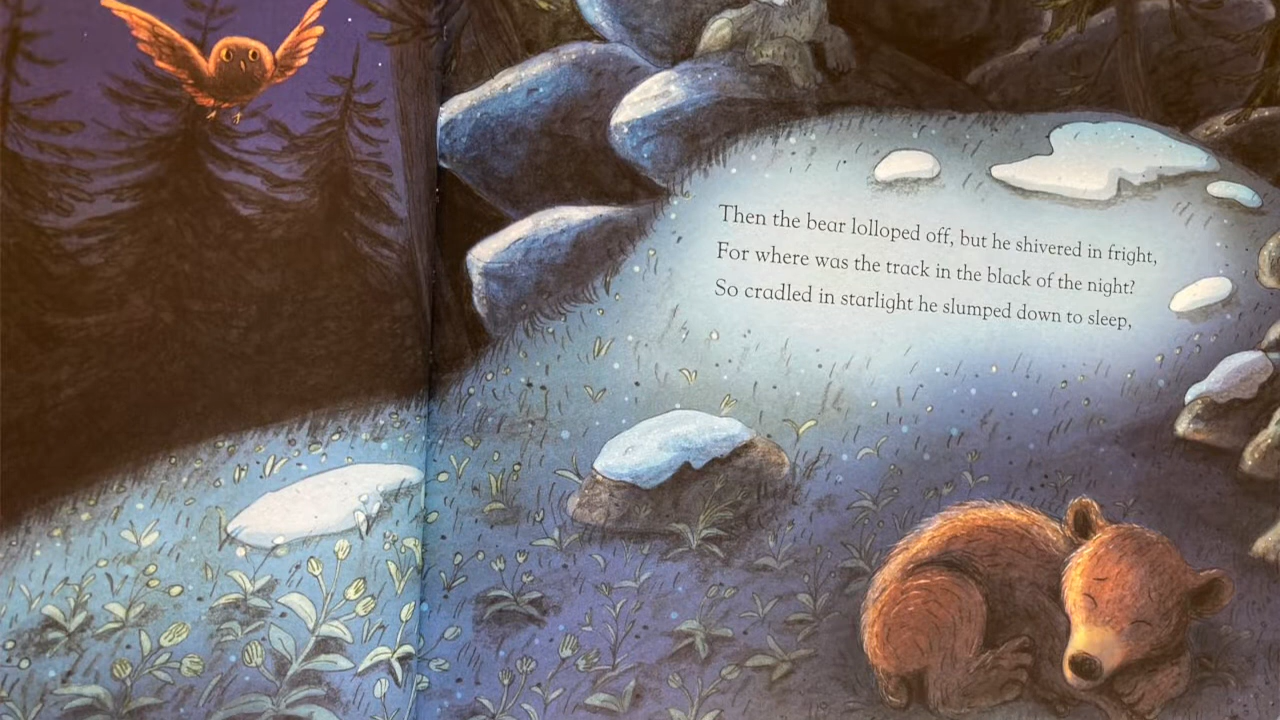 Then the bear lolloped off, but he shivered in fright,
For where was the track in the black of the night?
So cradled in starlight he slumped down to sleep,